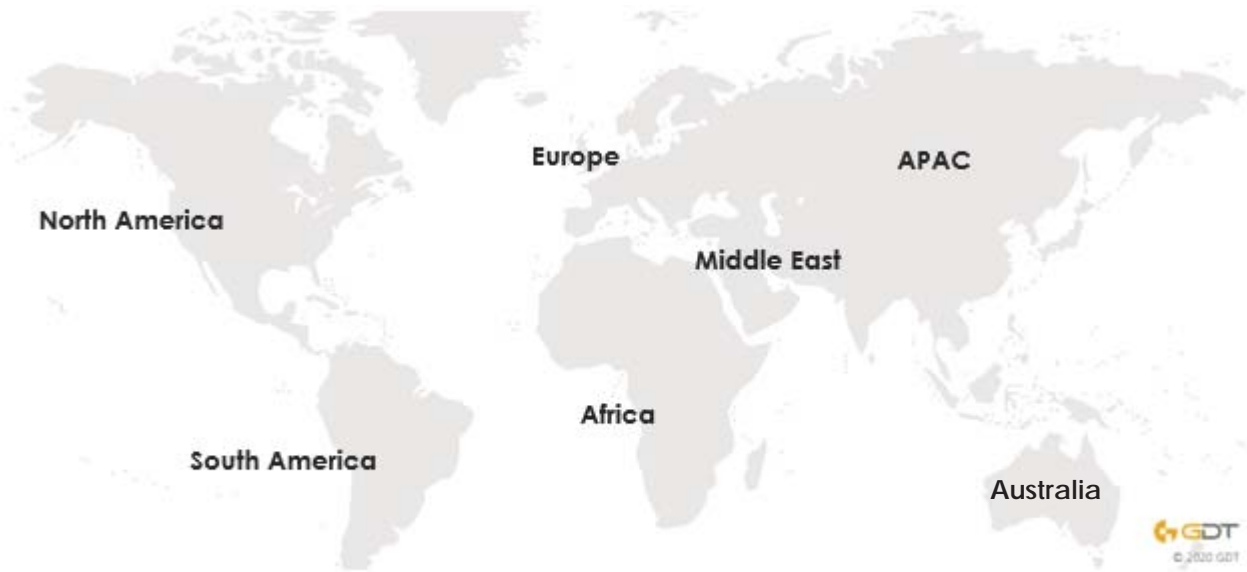 Europe
APAC
North America
Middle East
Africa
South America
Australia
GDT
© 2020 GDT